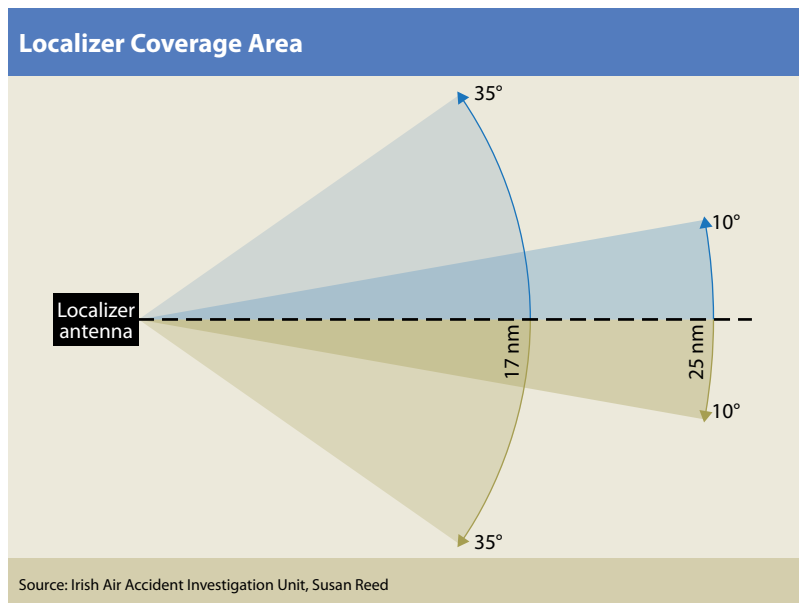 Localizer Coverage Area
35°
10°
Localizer
antenna
17 nm
25 nm
10°
35°
Source: Irish Air Accident Investigation Unit, Susan Reed